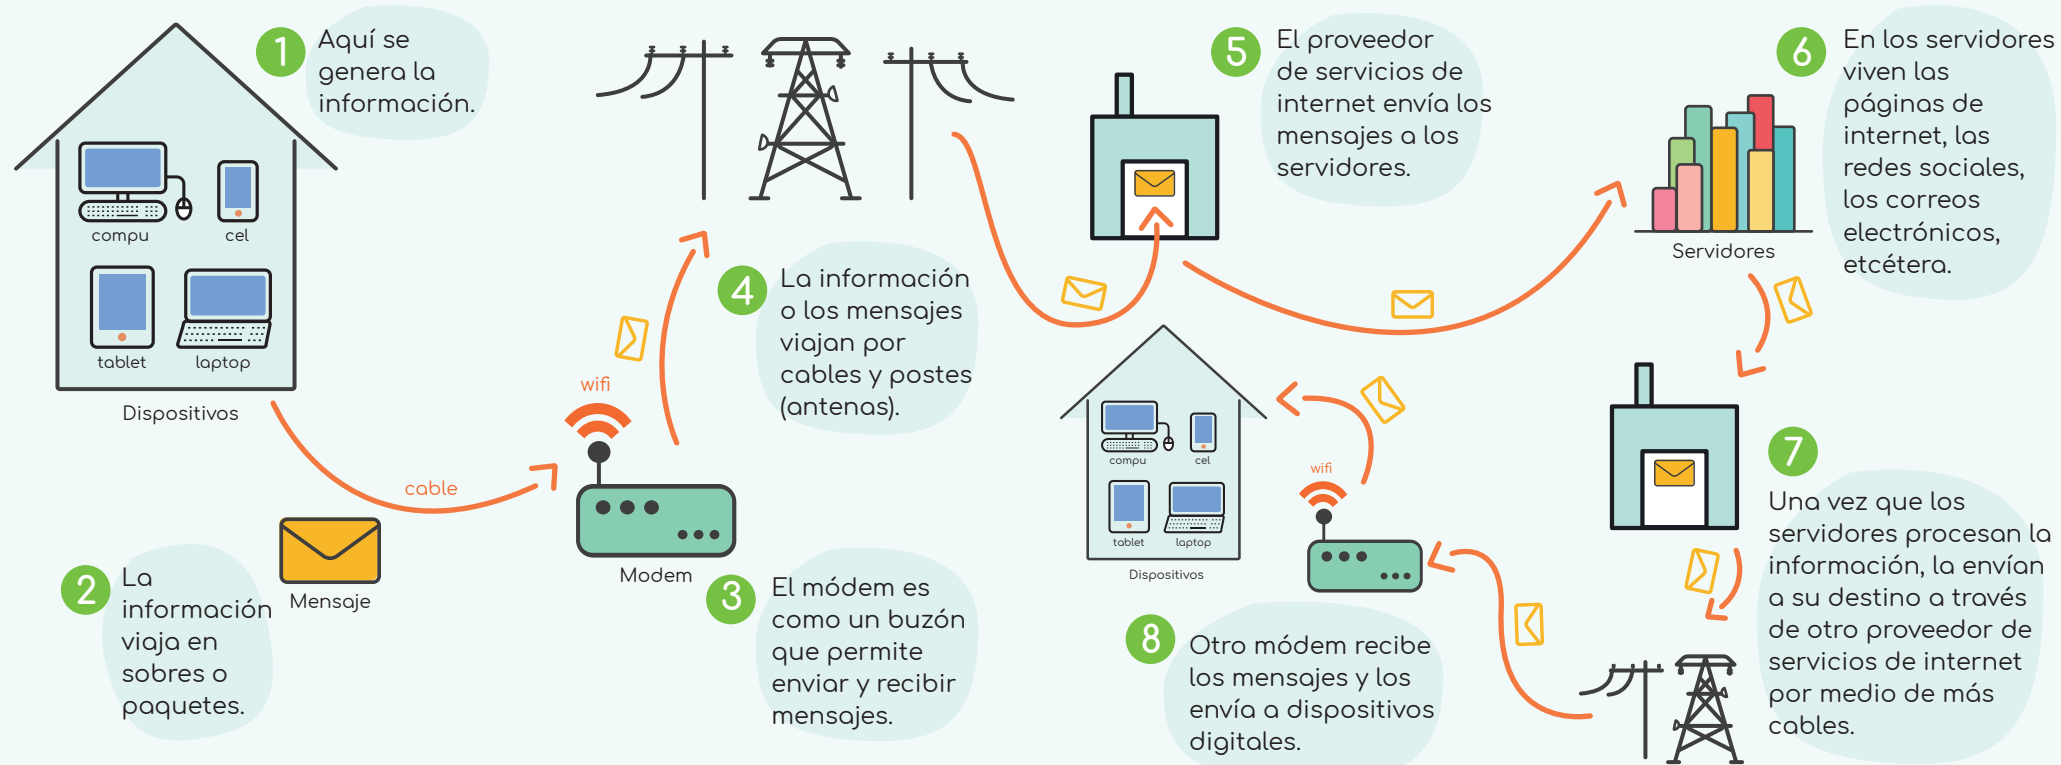 1
Aquí se
genera la
información.
compu
cel
tablet
laptop
Dispositivos
2
La
información
viaja en
sobres o
paquetes.
Mensaje
cable
wifi
Modem
3
El módem es
como un buzón
que permite
enviar y recibir
mensajes.
4
La información
o los mensajes
viajan por
cables y postes
(antenas).
5
El proveedor
de servicios de
internet envía los
mensajes a los
servidores.
6
En los servidores
viven las
páginas de
internet, las
redes sociales,
los correos
electrónicos,
etcétera.
Servidores
7
Una vez que los
servidores procesan la
información, la envían
a su destino a través
de otro proveedor de
servicios de internet
por medio de más
cables.
8
Otro módem recibe
los mensajes y los
envía a dispositivos
digitales.
wifi
compu
cel
tablet
laptop
Dispositivos